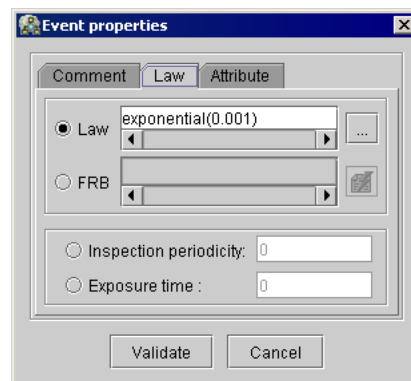 Event properties
Comment Law Attribute
Law exponential(0.001) ...
FRB
Inspection periodicity: 0
Exposure time : 0
Validate Cancel